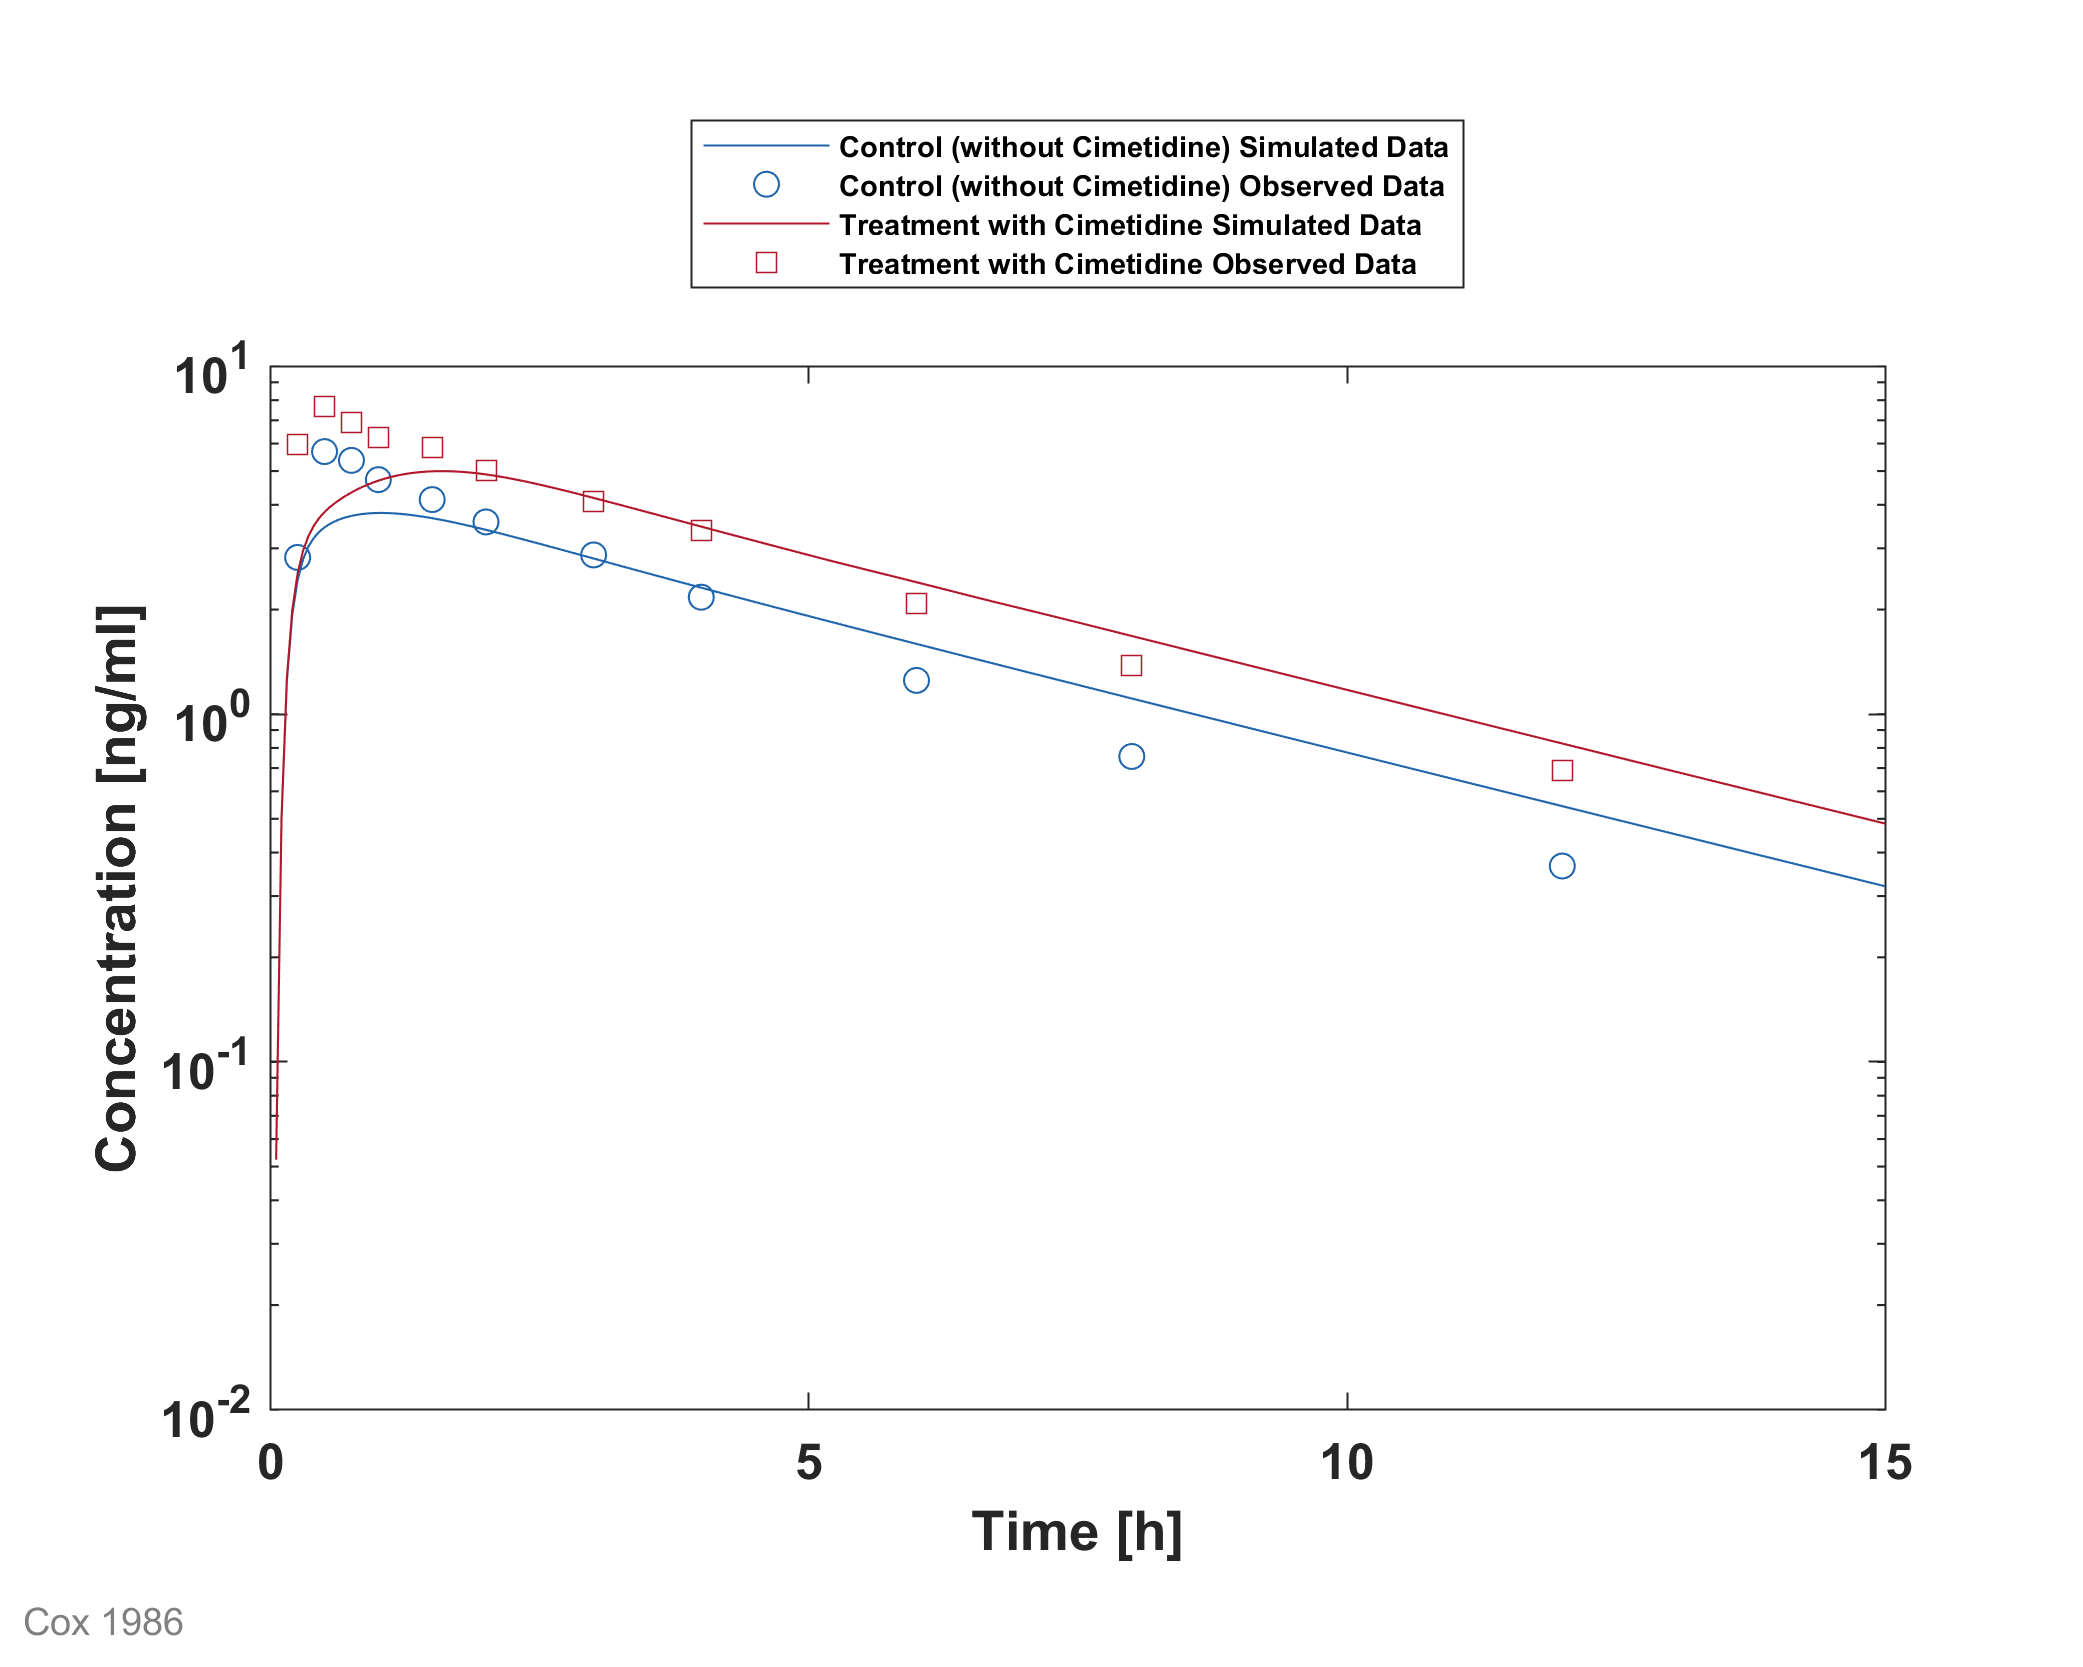 Control (without Cimetidine) Simulated Data
Control (without Cimetidine) Observed Data
Treatment with Cimetidine Simulated Data
Treatment with Cimetidine Observed Data
10^1
10^0
10^-1
10^-2
Concentration [ng/ml]
0 5 10 15
Time [h]
Cox 1986